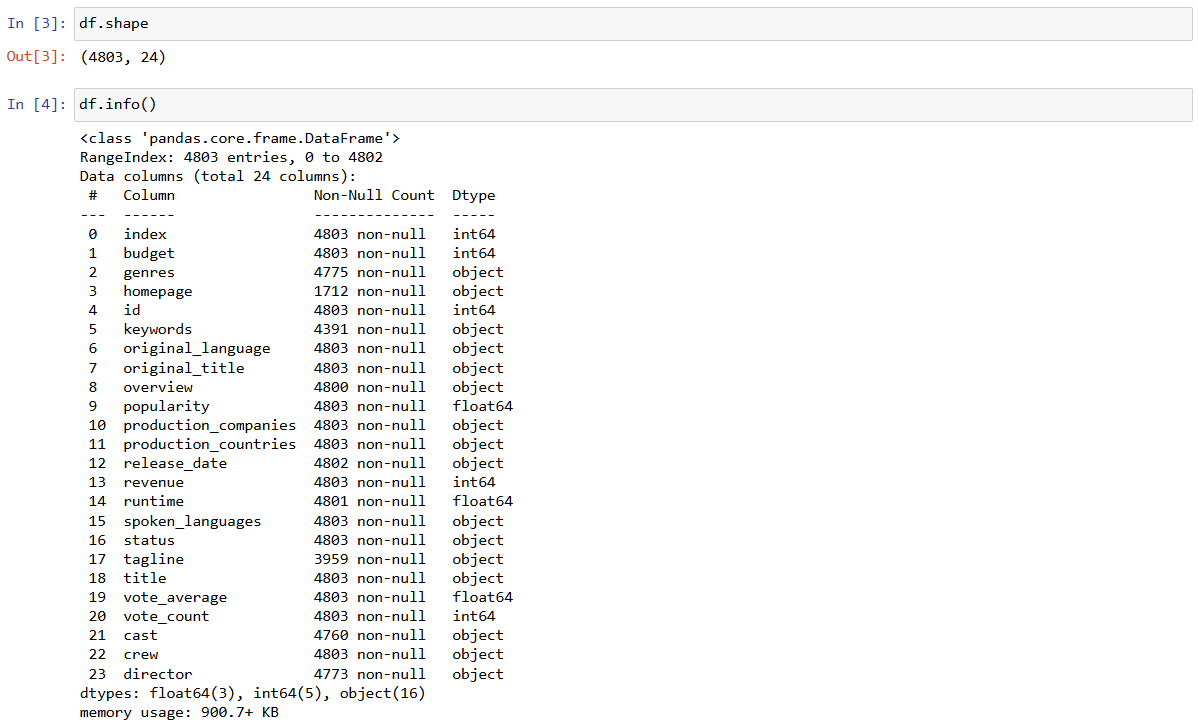 In [3]: df.shape
Out[3]: (4803, 24)
In [4]: df.info()
<class 'pandas.core.frame.DataFrame'>
RangeIndex: 4803 entries, 0 to 4802
Data columns (total 24 columns):
 #   Column                Non-Null Count  Dtype
---  ------                --------------  -----
 0   index                 4803 non-null   int64
 1   budget                4803 non-null   int64
 2   genres                4775 non-null   object
 3   homepage              1712 non-null   object
 4   id                    4803 non-null   int64
 5   keywords              4391 non-null   object
 6   original_language     4803 non-null   object
 7   original_title        4803 non-null   object
 8   overview              4800 non-null   object
 9   popularity            4803 non-null   float64
 10  production_companies  4803 non-null   object
 11  production_countries  4803 non-null   object
 12  release_date          4802 non-null   object
 13  revenue               4803 non-null   int64
 14  runtime               4801 non-null   float64
 15  spoken_languages      4803 non-null   object
 16  status                4803 non-null   object
 17  tagline               3959 non-null   object
 18  title                 4803 non-null   object
 19  vote_average          4803 non-null   float64
 20  vote_count            4803 non-null   int64
 21  cast                  4760 non-null   object
 22  crew                  4803 non-null   object
 23  director              4773 non-null   object
dtypes: float64(3), int64(5), object(16)
memory usage: 900.7+ KB